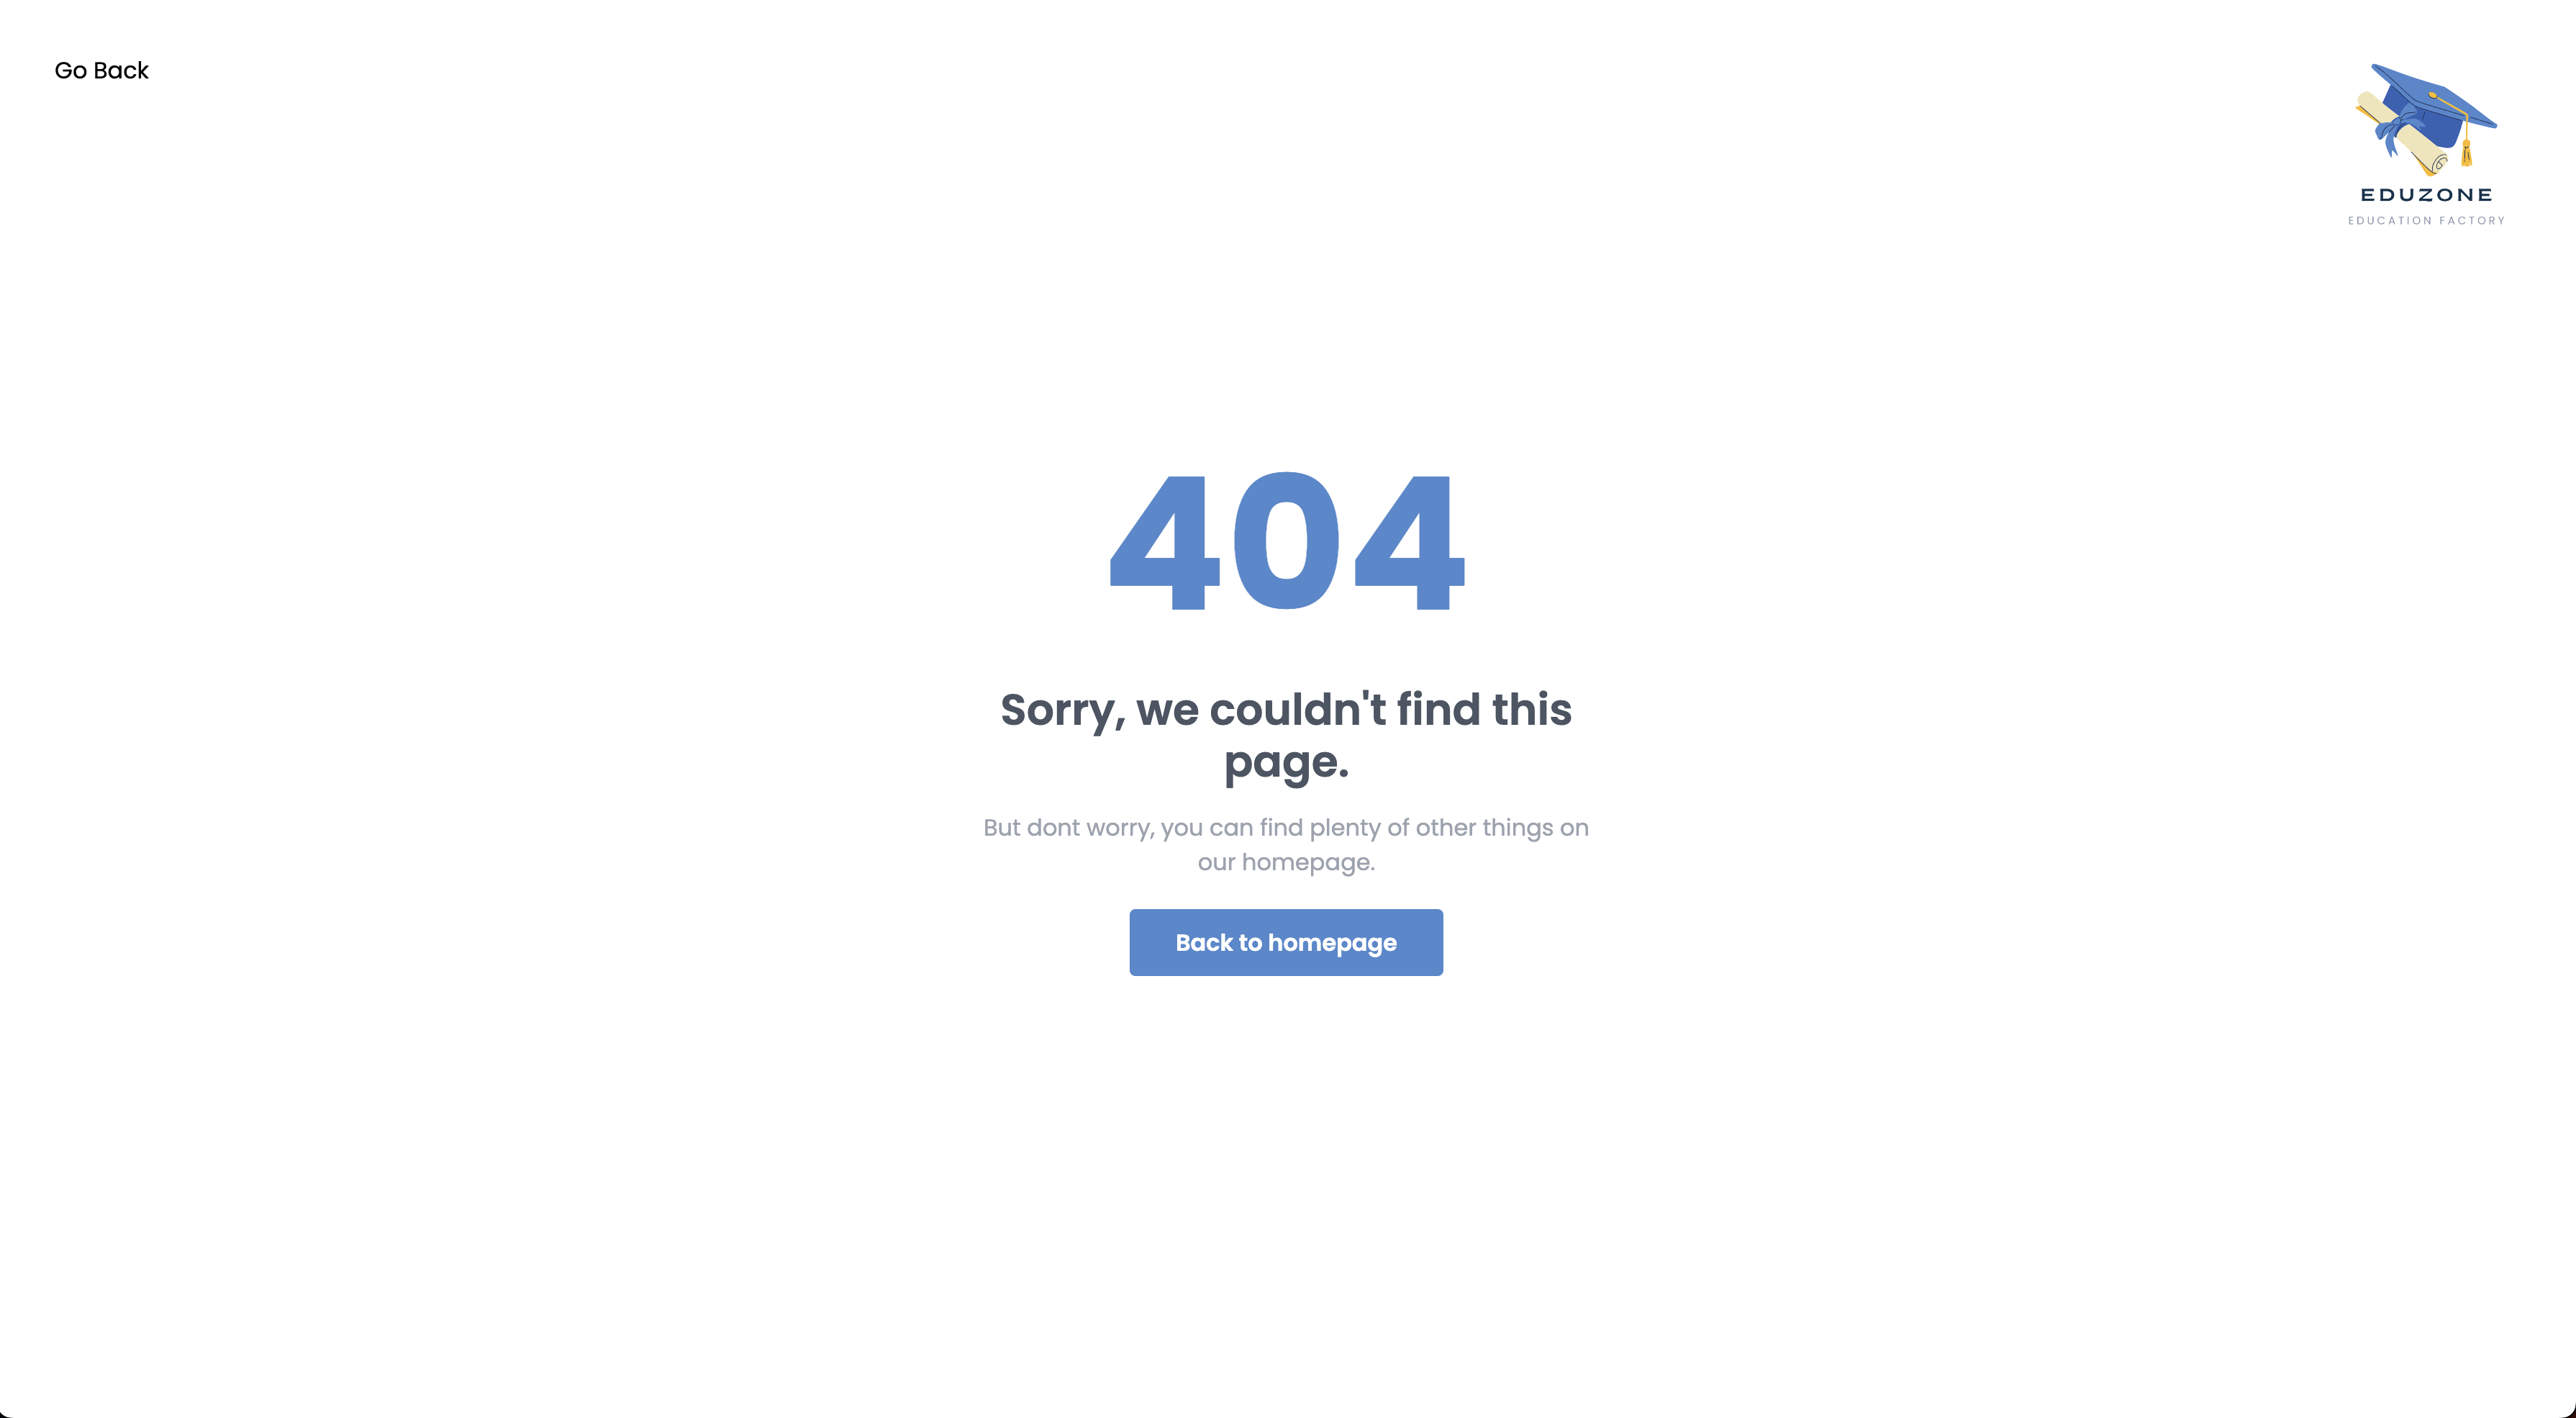 Go Back
EDUZONE
EDUCATION FACTORY
404
Sorry, we couldn't find this
page.
But dont worry, you can find plenty of other things on
our homepage.
Back to homepage